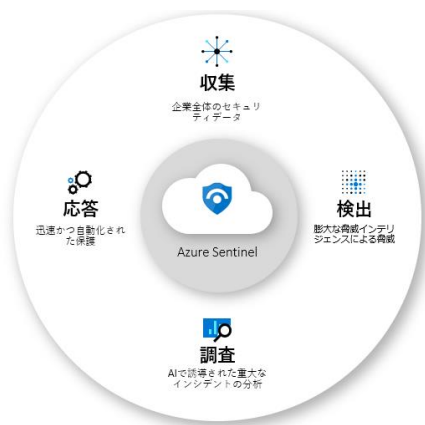 収集
企業全体のセキュリ
ティデータ
応答
迅速かつ自動化され
た保護
Azure Sentinel
検出
膨大な脅威インテリ
ジェンスによる脅威
調査
AIで誘導された重大な
インシデントの分析